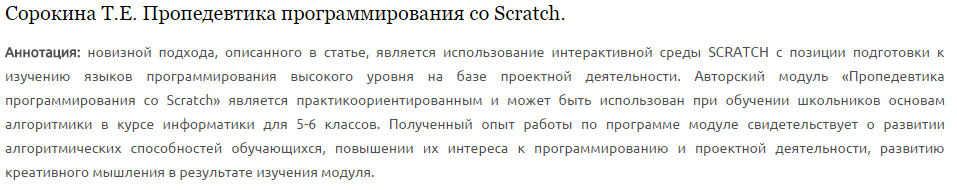 Сорокина Т.Е. Пропедевтика программирования со Scratch.
Аннотация: новизной подхода, описанного в статье, является использование интерактивной среды SCRATCH с позиции подготовки к
изучению языков программирования высокого уровня на базе проектной деятельности. Авторский модуль «Пропедевтика
программирования со Scratch» является практикоориентированным и может быть использован при обучении школьников основам
алгоритмики в курсе информатики для 5-6 классов. Полученный опыт работы по программе модуле свидетельствует о развитии
алгоритмических способностей обучающихся, повышении их интереса к программированию и проектной деятельности, развитию
креативного мышления в результате изучения модуля.